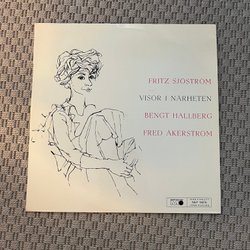 FRITZ SJÖSTRÖM
VISOR I NÄRHETEN
BENGT HALLBERG
FRED ÅKERSTRÖM